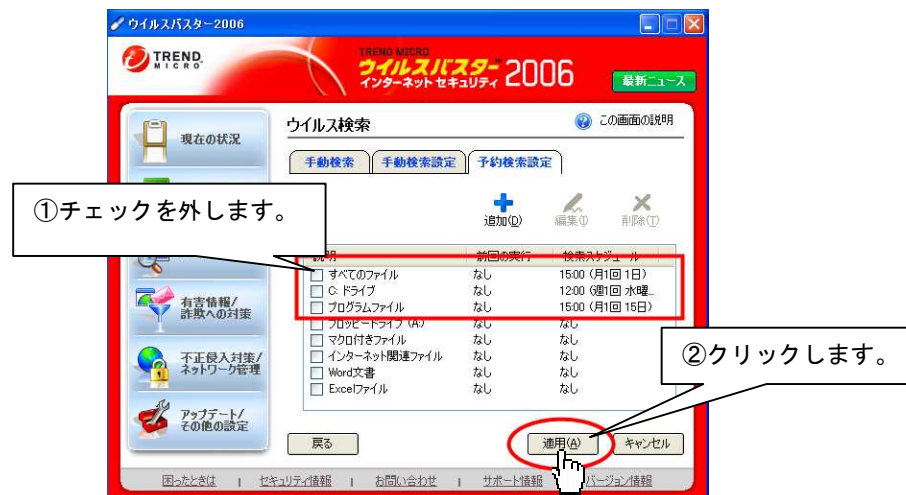 ウイルスバスター2006
TREND MICRO
TREND MICRO
ウイルスバスター™ 2006
インターネット セキュリティ
最新ニュース
現在の状況
ウイルス検索
この画面の説明
手動検索 手動検索設定 予約検索設定
①チェックを外します。
追加(D) 編集(I) 削除(T)
説明 前回の実行 検索スケジュール
すべてのファイル なし 15:00 (月1回 1日)
C: ドライブ なし 12:00 (週1回 水曜...
プログラムファイル なし 15:00 (月1回 15日)
フロッピードライブ (A:) なし なし
マクロ付きファイル なし なし
インターネット関連ファイル なし なし
Word文書 なし なし
Excelファイル なし なし
有害情報/
詐欺への対策
不正侵入対策/
ネットワーク管理
アップデート/
その他の設定
②クリックします。
戻る 適用(A) キャンセル
困ったときは | セキュリティ情報 | お問い合わせ | サポート情報 バージョン情報